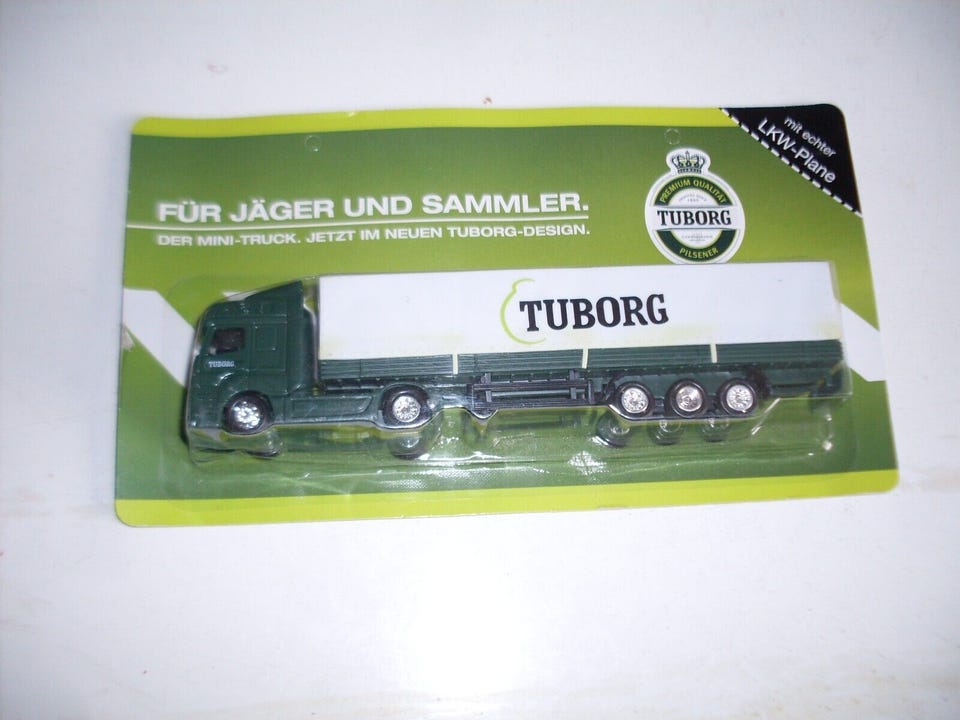 mit echter
LKW-Plane
FÜR JÄGER UND SAMMLER.
DER MINI-TRUCK. JETZT IM NEUEN TUBORG-DESIGN.
PREMIUM QUALITÄT
TUBORG
PILSENER
TUBORG
TUBORG